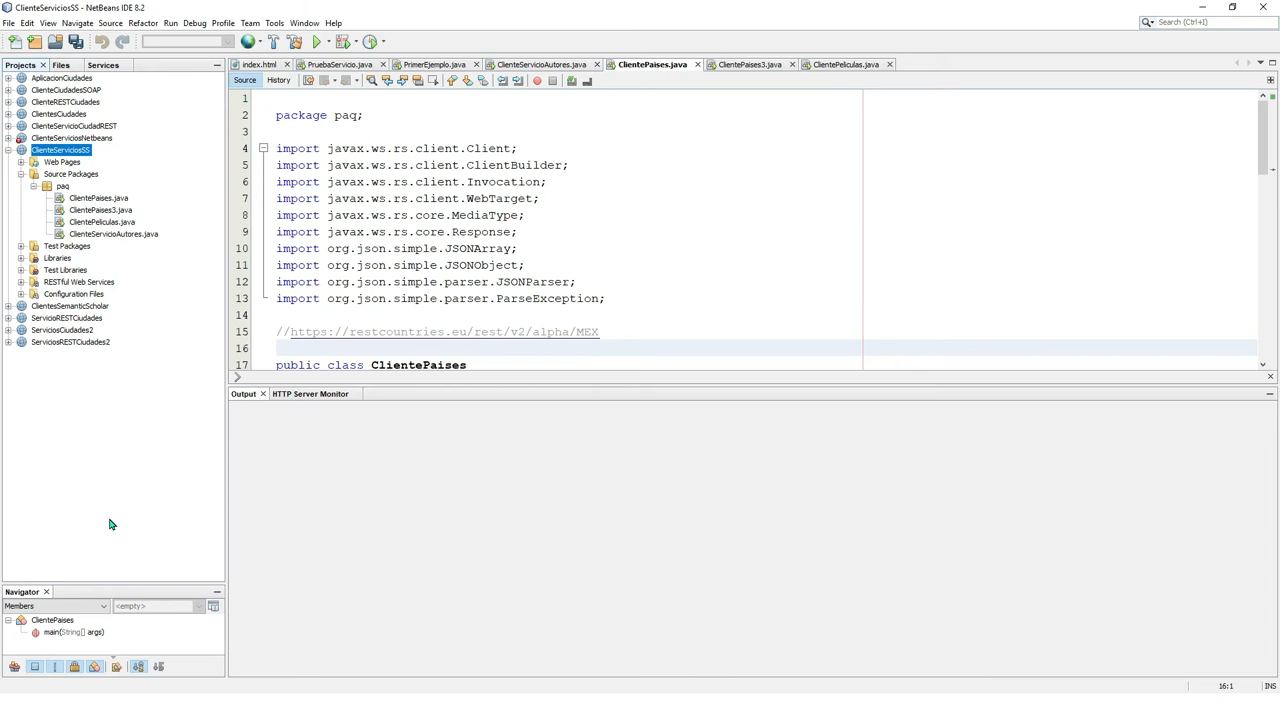 ClienteServiciosSS - NetBeans IDE 8.2
File Edit View Navigate Source Refactor Run Debug Profile Team Tools Window Help
Search (Ctrl+I)
Projects Files Services
index.html PruebaServicio.java PrimerEjemplo.java ClienteServicioAutores.java ClientePaises.java ClientePaises3.java ClientePeliculas.java
Source History
AplicacionCiudades
ClienteCiudadesSOAP
ClienteRESTCiudades
ClientesCiudades
ClienteServicioCiudadREST
ClienteServiciosNetbeans
ClienteServiciosSS
Web Pages
Source Packages
paq
ClientePaises.java
ClientePaises3.java
ClientePeliculas.java
ClienteServicioAutores.java
Test Packages
Libraries
Test Libraries
RESTful Web Services
Configuration Files
ClientesSemanticScholar
ServicioRESTCiudades
ServiciosCiudades2
ServiciosRESTCiudades2
1
2 package paq;
3
4 import javax.ws.rs.client.Client;
5 import javax.ws.rs.client.ClientBuilder;
6 import javax.ws.rs.client.Invocation;
7 import javax.ws.rs.client.WebTarget;
8 import javax.ws.rs.core.MediaType;
9 import javax.ws.rs.core.Response;
10 import org.json.simple.JSONArray;
11 import org.json.simple.JSONObject;
12 import org.json.simple.parser.JSONParser;
13 import org.json.simple.parser.ParseException;
14
15 //https://restcountries.eu/rest/v2/alpha/MEX
16
17 public class ClientePaises
Output HTTP Server Monitor
Navigator
Members <empty>
ClientePaises
main(String[] args)
16:1 INS